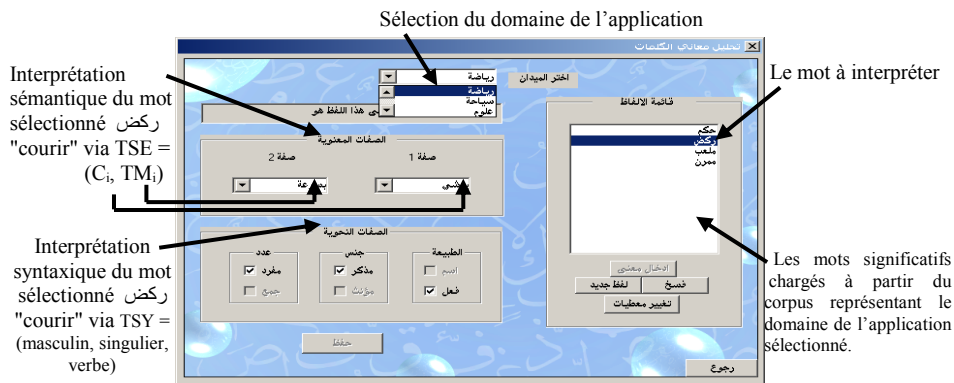 Sélection du domaine de l'application
تحليل معاني الكلمات
Interprétation
sémantique du mot
sélectionné ركض
"courir" via TSE =
(Ci, TMi)
اختر الميدان
رياضة
رياضة
سياحة
علوم
هذا اللفظ هو
الصفات المعنوية
صفة 1
صفة 2
Interprétation
syntaxique du mot
sélectionné ركض
"courir" via TSY =
(masculin, singulier,
verbe)
الصفات النحوية
الطبيعة
اسم
فعل
جنس
مذكر
مؤنث
عدد
مفرد
جمع
حفظ
Le mot à interpréter
قائمة الالفاظ
حكم
ركض
ملعب
ممرن
ادخال معنى
فسخ
لفظ جديد
تغيير معطيات
رجوع
Les mots significatifs
chargés à partir du
corpus représentant le
domaine de l'application
sélectionné.